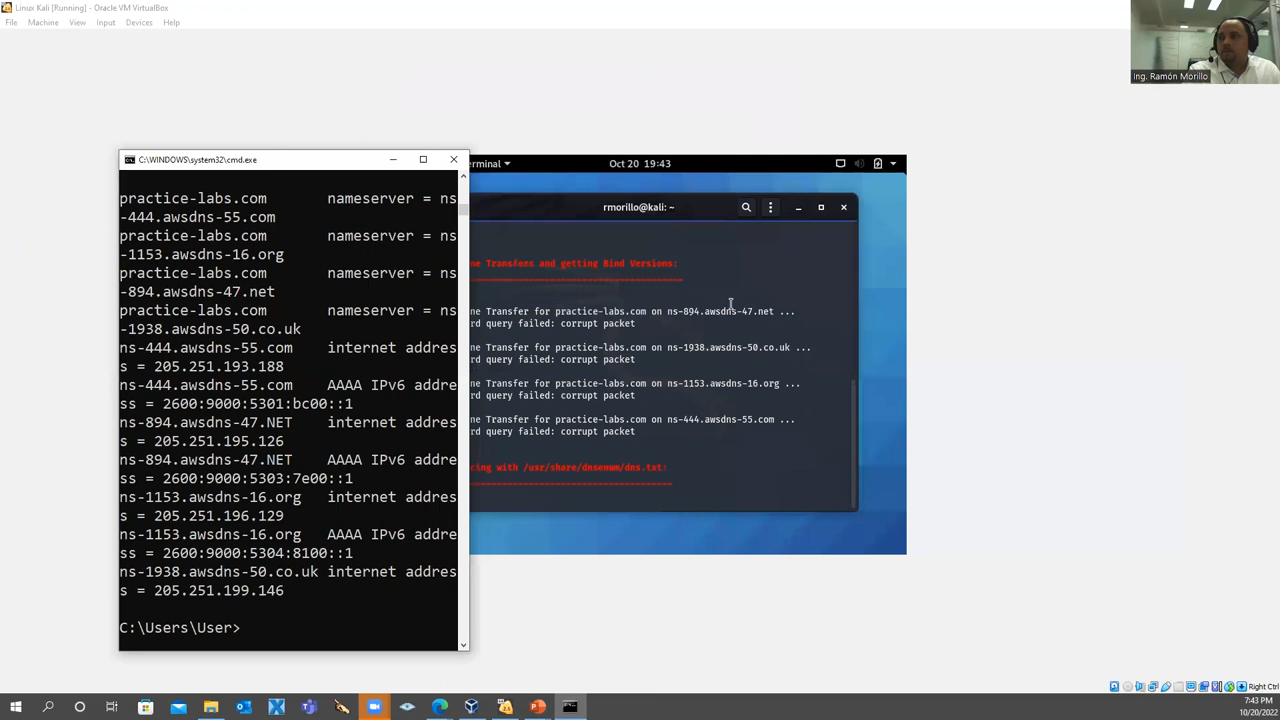 Linux Kali [Running] - Oracle VM VirtualBox
File Machine View Input Devices Help
Ing. Ramón Morillo
C:\WINDOWS\system32\cmd.exe
practice-labs.com nameserver = ns
-444.awsdns-55.com
practice-labs.com nameserver = ns
-1153.awsdns-16.org
practice-labs.com nameserver = ns
-894.awsdns-47.net
practice-labs.com nameserver = ns
-1938.awsdns-50.co.uk
ns-444.awsdns-55.com internet addres
s = 205.251.193.188
ns-444.awsdns-55.com AAAA IPv6 addre
ss = 2600:9000:5301:bc00::1
ns-894.awsdns-47.NET internet addres
s = 205.251.195.126
ns-894.awsdns-47.NET AAAA IPv6 addre
ss = 2600:9000:5303:7e00::1
ns-1153.awsdns-16.org internet addres
s = 205.251.196.129
ns-1153.awsdns-16.org AAAA IPv6 addre
ss = 2600:9000:5304:8100::1
ns-1938.awsdns-50.co.uk internet addres
s = 205.251.199.146
C:\Users\User>
erminal Oct 20 19:43
rmorillo@kali: ~
ne Transfers and getting Bind Versions:
ne Transfer for practice-labs.com on ns-894.awsdns-47.net ...
rd query failed: corrupt packet
ne Transfer for practice-labs.com on ns-1938.awsdns-50.co.uk ...
rd query failed: corrupt packet
ne Transfer for practice-labs.com on ns-1153.awsdns-16.org ...
rd query failed: corrupt packet
ne Transfer for practice-labs.com on ns-444.awsdns-55.com ...
rd query failed: corrupt packet
cing with /usr/share/dnsenum/dns.txt:
Right Ctrl
7:43 PM
10/20/2022